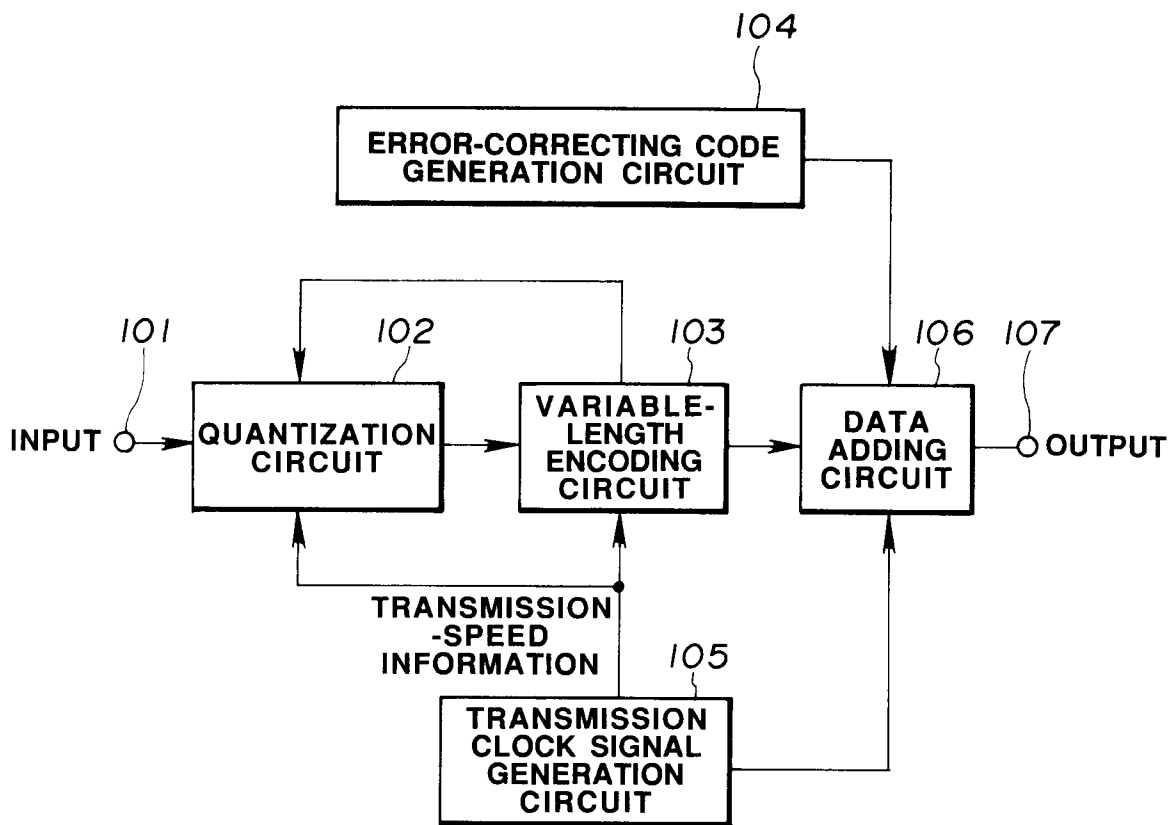 104
ERROR-CORRECTING CODE
GENERATION CIRCUIT
101
102
103
106
107
INPUT
QUANTIZATION
CIRCUIT
VARIABLE-
LENGTH
ENCODING
CIRCUIT
DATA
ADDING
CIRCUIT
OUTPUT
TRANSMISSION
-SPEED
INFORMATION
105
TRANSMISSION
CLOCK SIGNAL
GENERATION
CIRCUIT